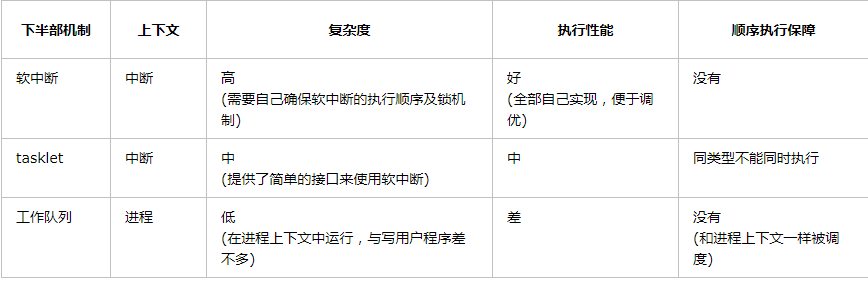 下半部机制 上下文 复杂度 执行性能 顺序执行保障
软中断 中断 高 好 没有
(需要自己确保软中断的执行顺序及锁机 (全部自己实现，便于调
制) 优)
tasklet 中断 中 中 同类型不能同时执行
(提供了简单的接口来使用软中断)
工作队列 进程 低 差 没有
(在进程上下文中运行，与写用户程序差 (和进程上下文一样被调
不多) 度)